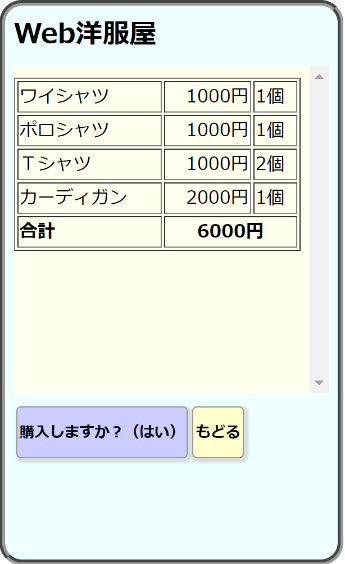 Web洋服屋
ワイシャツ 1000円 1個
ポロシャツ 1000円 1個
Ｔシャツ 1000円 2個
カーディガン 2000円 1個
合計 6000円
購入しますか？（はい） もどる